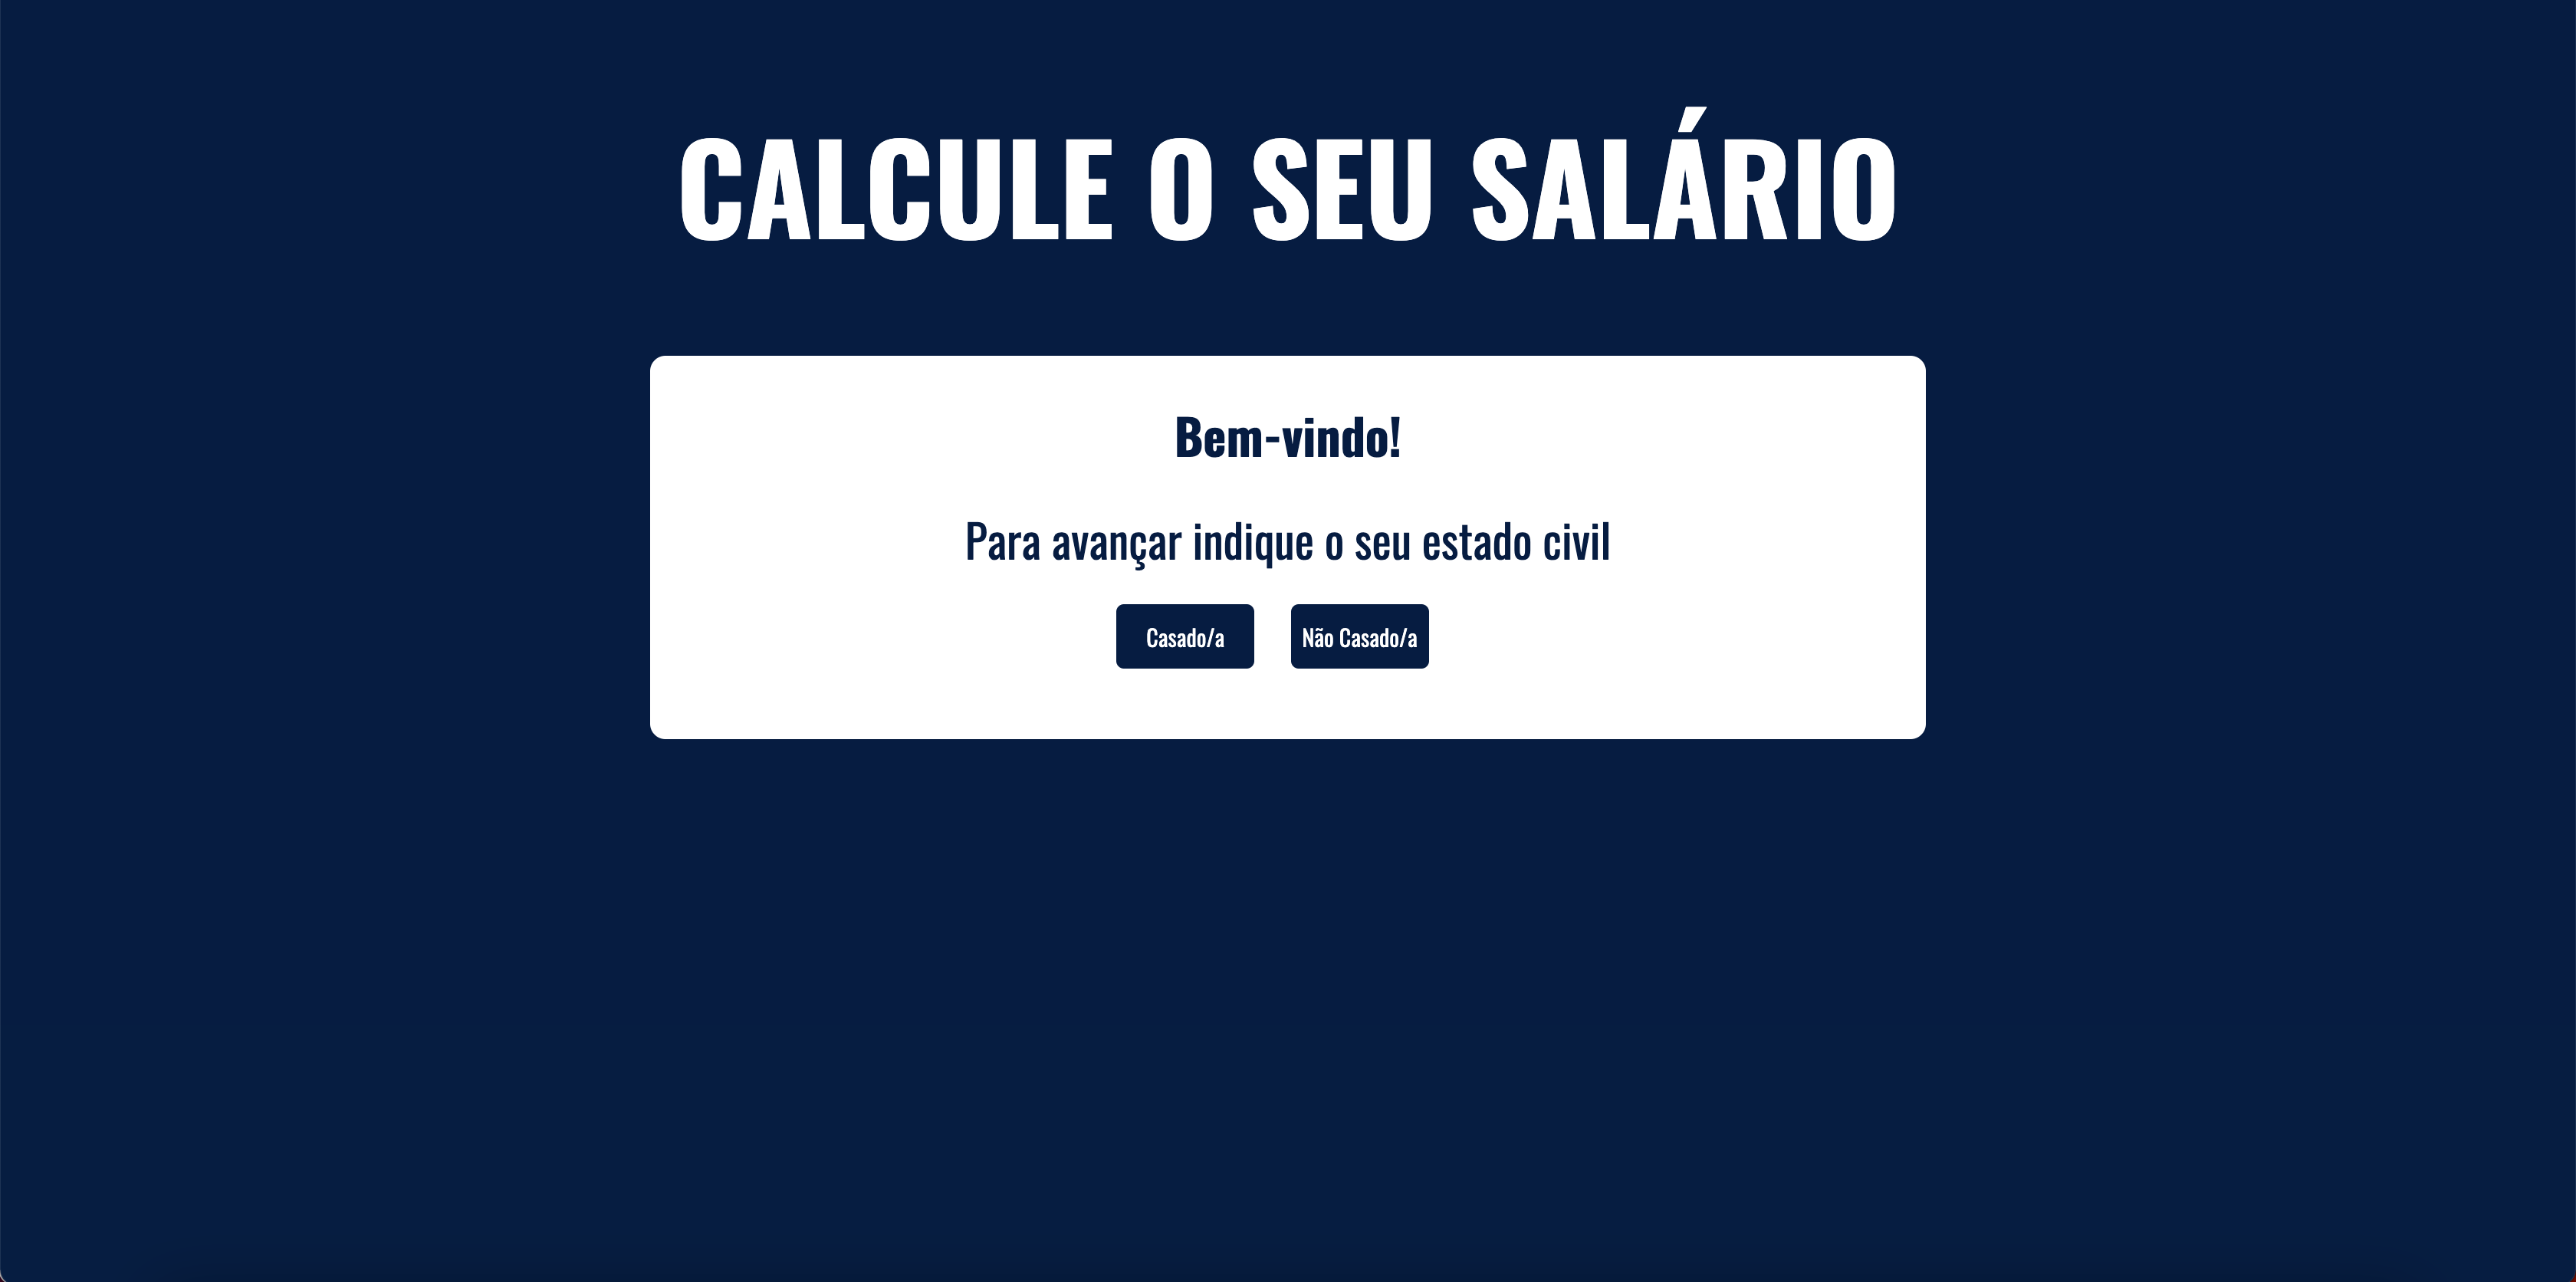 CALCULE O SEU SALÁRIO
Bem-vindo!
Para avançar indique o seu estado civil
Casado/a
Não Casado/a